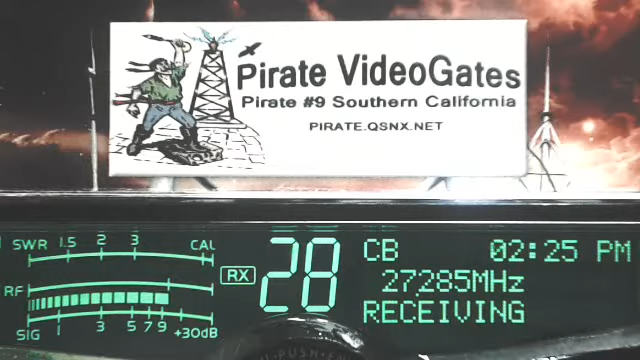 Pirate VideoGates
Pirate #9 Southern California
PIRATE.QSNX.NET
SWR 1.5 2 3 CAL
RX
28
CB 02:25 PM
27285MHz
RF
RECEIVING
SIG 1 3 5 7 9 +30dB
PUSH